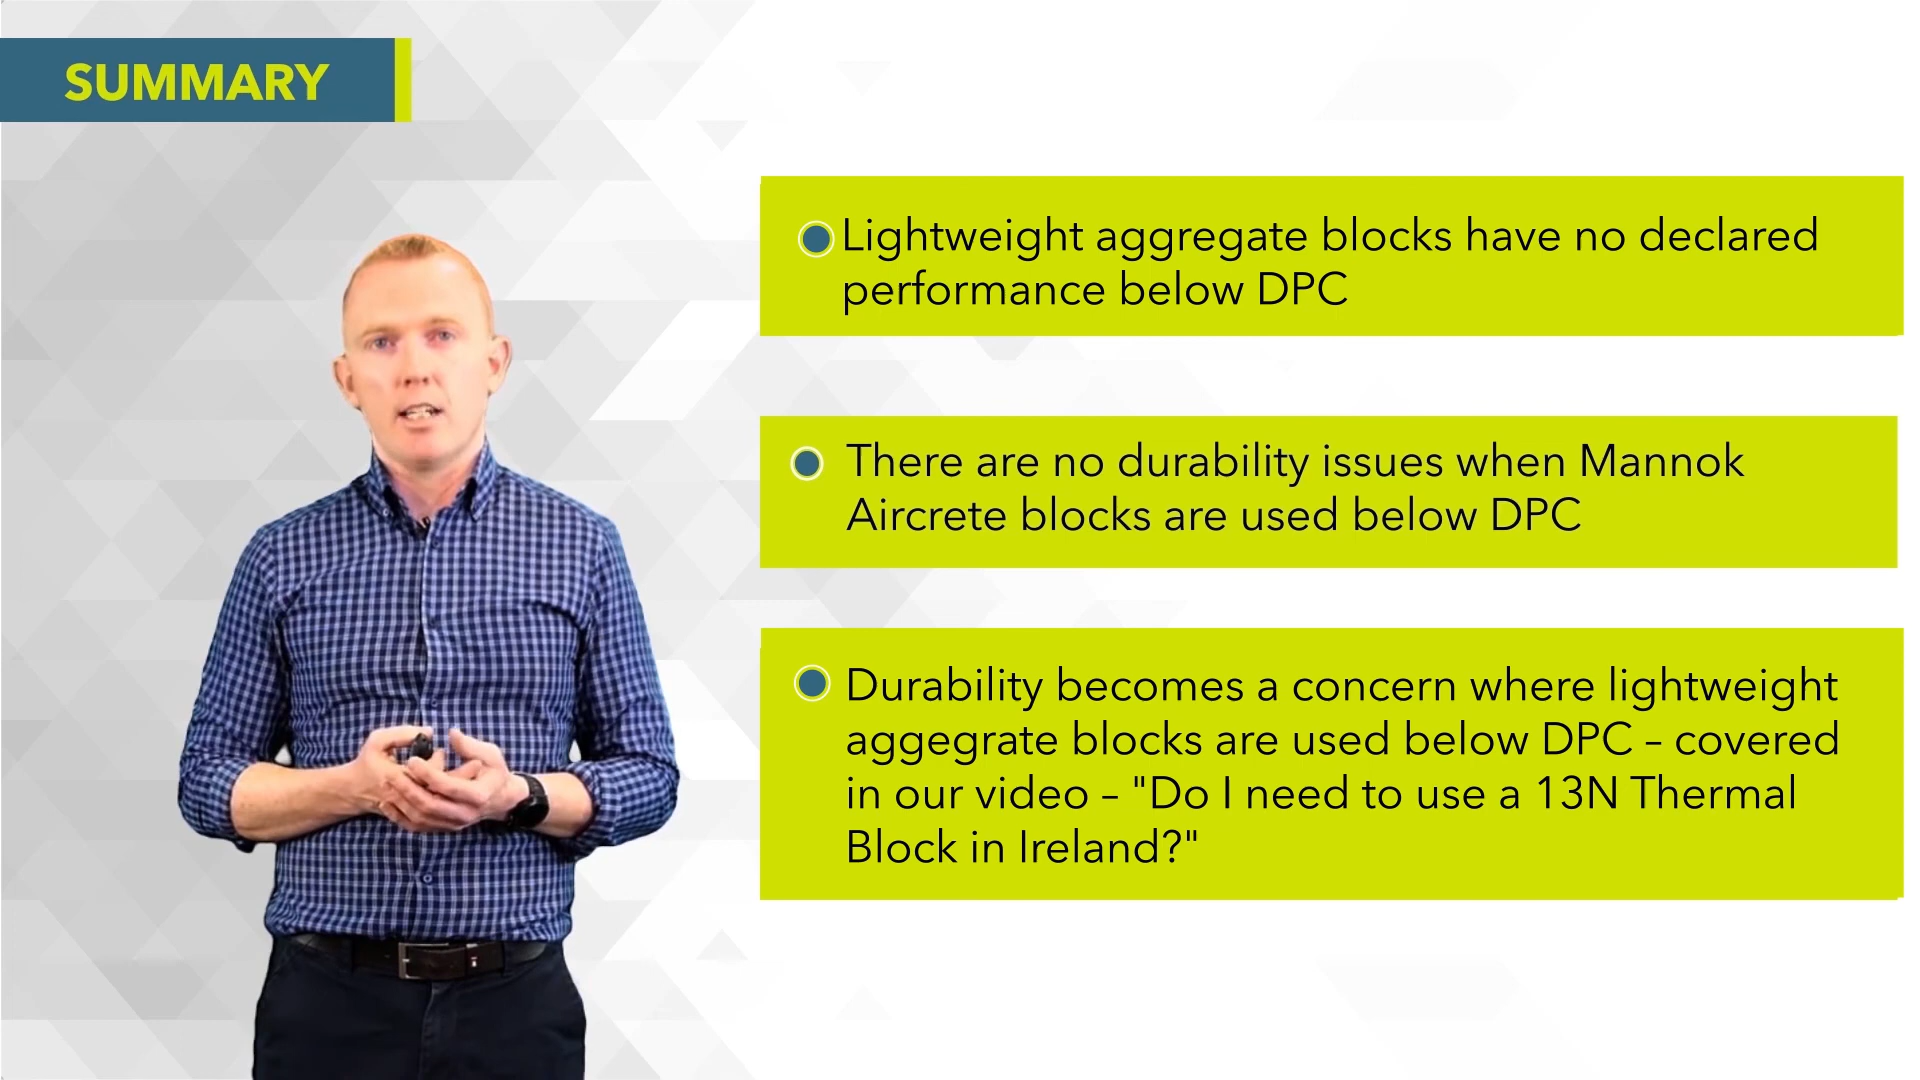 SUMMARY
Lightweight aggregate blocks have no declared
performance below DPC
There are no durability issues when Mannok
Aircrete blocks are used below DPC
Durability becomes a concern where lightweight
aggegrate blocks are used below DPC – covered
in our video – "Do I need to use a 13N Thermal
Block in Ireland?"